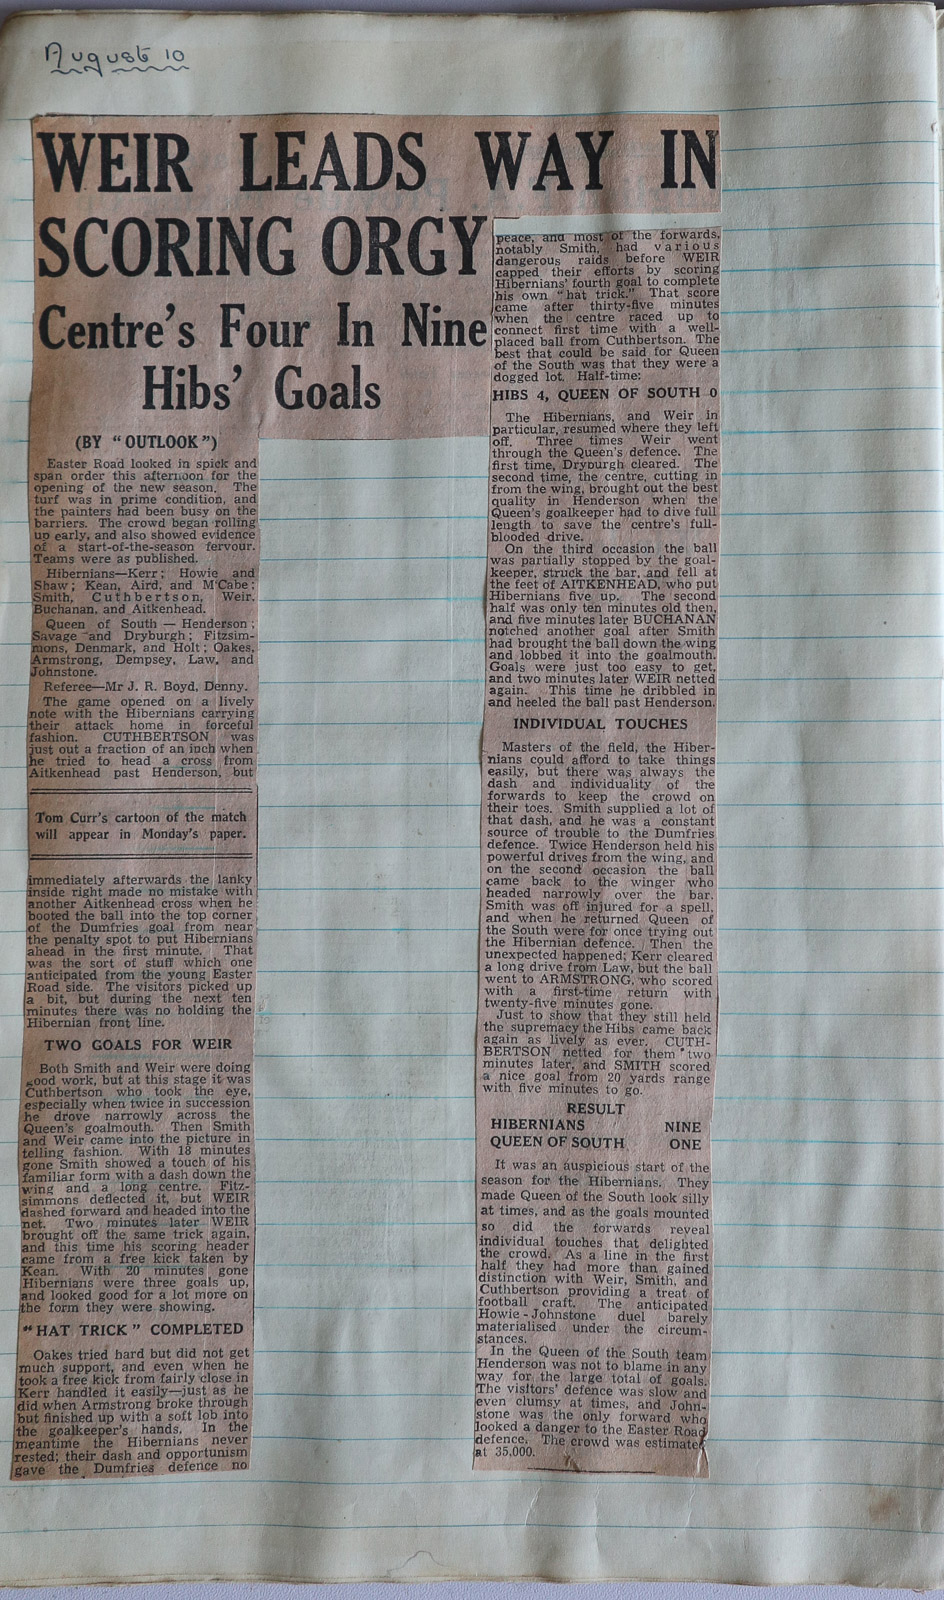 August 10
WEIR LEADS WAY IN
SCORING ORGY
Centre's Four In Nine
Hibs' Goals
(BY "OUTLOOK")
Easter Road looked in spick and
span order this afternoon for the
opening of the new season. The
turf was in prime condition, and
the painters had been busy on the
barriers. The crowd began rolling
up early, and also showed evidence
of a start-of-the-season fervour.
Teams were as published.
Hibernians—Kerr; Howie and
Shaw; Kean, Aird, and M'Cabe;
Smith, Cuthbertson, Weir,
Buchanan, and Aitkenhead.
Queen of South — Henderson;
Savage and Dryburgh; Fitzsim-
mons, Denmark, and Holt; Oakes,
Armstrong, Dempsey, Law, and
Johnstone.
Referee—Mr J. R. Boyd, Denny.
The game opened on a lively
note with the Hibernians carrying
their attack home in forceful
fashion. CUTHBERTSON was
just out a fraction of an inch when
he tried to head a cross from
Aitkenhead past Henderson, but
Tom Curr's cartoon of the match
will appear in Monday's paper.
immediately afterwards the lanky
inside right made no mistake with
another Aitkenhead cross when he
booted the ball into the top corner
of the Dumfries goal from near
the penalty spot to put Hibernians
ahead in the first minute. That
was the sort of stuff which one
anticipated from the young Easter
Road side. The visitors picked up
a bit, but during the next ten
minutes there was no holding the
Hibernian front line.
TWO GOALS FOR WEIR
Both Smith and Weir were doing
good work, but at this stage it was
Cuthbertson who took the eye,
especially when twice in succession
he drove narrowly across the
Queen's goalmouth. Then Smith
and Weir came into the picture in
telling fashion. With 18 minutes
gone Smith showed a touch of his
familiar form with a dash down the
wing and a long centre. Fitz-
simmons deflected it, but WEIR
dashed forward and headed into the
net. Two minutes later WEIR
brought off the same trick again,
and this time his scoring header
came from a free kick taken by
Kean. With 20 minutes gone
Hibernians were three goals up,
and looked good for a lot more on
the form they were showing.
"HAT TRICK" COMPLETED
Oakes tried hard but did not get
much support, and even when he
took a free kick from fairly close in
Kerr handled it easily—just as he
did when Armstrong broke through
but finished up with a soft lob into
the goalkeeper's hands. In the
meantime the Hibernians never
rested; their dash and opportunism
gave the Dumfries defence no
peace, and most of the forwards,
notably Smith, had various
dangerous raids before WEIR
capped their efforts by scoring
Hibernians' fourth goal to complete
his own "hat trick." That score
came after thirty-five minutes
when the centre raced up to
connect first time with a well-
placed ball from Cuthbertson. The
best that could be said for Queen
of the South was that they were a
dogged lot. Half-time:
HIBS 4, QUEEN OF SOUTH 0
The Hibernians, and Weir in
particular, resumed where they left
off. Three times Weir went
through the Queen's defence. The
first time, Dryburgh cleared. The
second time, the centre, cutting in
from the wing, brought out the best
quality in Henderson when the
Queen's goalkeeper had to dive full
length to save the centre's full-
blooded drive.
On the third occasion the ball
was partially stopped by the goal-
keeper, struck the bar, and fell at
the feet of AITKENHEAD, who put
Hibernians five up. The second
half was only ten minutes old then,
and five minutes later BUCHANAN
notched another goal after Smith
had brought the ball down the wing
and lobbed it into the goalmouth.
Goals were just too easy to get,
and two minutes later WEIR netted
again. This time he dribbled in
and heeled the ball past Henderson.
INDIVIDUAL TOUCHES
Masters of the field, the Hiber-
nians could afford to take things
easily, but there was always the
dash and individuality of the
forwards to keep the crowd on
their toes. Smith supplied a lot of
that dash, and he was a constant
source of trouble to the Dumfries
defence. Twice Henderson held his
powerful drives from the wing, and
on the second occasion the ball
came back to the winger who
headed narrowly over the bar.
Smith was off injured for a spell,
and when he returned Queen of
the South were for once trying out
the Hibernian defence. Then the
unexpected happened; Kerr cleared
a long drive from Law, but the ball
went to ARMSTRONG, who scored
with a first-time return with
twenty-five minutes gone.
Just to show that they still held
the supremacy the Hibs came back
again as lively as ever. CUTH-
BERTSON netted for them two
minutes later, and SMITH scored
a nice goal from 20 yards range
with five minutes to go.
RESULT
HIBERNIANS NINE
QUEEN OF SOUTH ONE
It was an auspicious start of the
season for the Hibernians. They
made Queen of the South look silly
at times, and as the goals mounted
so did the forwards reveal
individual touches that delighted
the crowd. As a line in the first
half they had more than gained
distinction with Weir, Smith, and
Cuthbertson providing a treat of
football craft. The anticipated
Howie-Johnstone duel barely
materialised under the circum-
stances.
In the Queen of the South team
Henderson was not to blame in any
way for the large total of goals.
The visitors' defence was slow and
even clumsy at times, and John-
stone was the only forward who
looked a danger to the Easter Road
defence. The crowd was estimated
at 35,000.